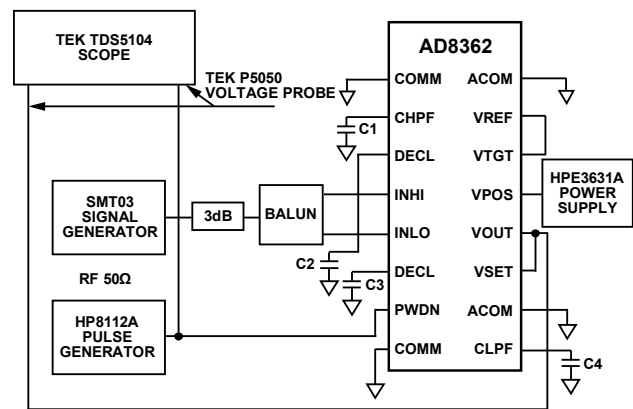 TEK TDS5104
SCOPE
TEK P5050
VOLTAGE PROBE
AD8362
COMM
ACOM
CHPF
VREF
C1
DECL
VTGT
SMT03
SIGNAL
GENERATOR
3dB
BALUN
INHI
VPOS
HPE3631A
POWER
SUPPLY
INLO
VOUT
C2
RF 50Ω
C3
DECL
VSET
HP8112A
PULSE
GENERATOR
PWDN
ACOM
COMM
CLPF
C4